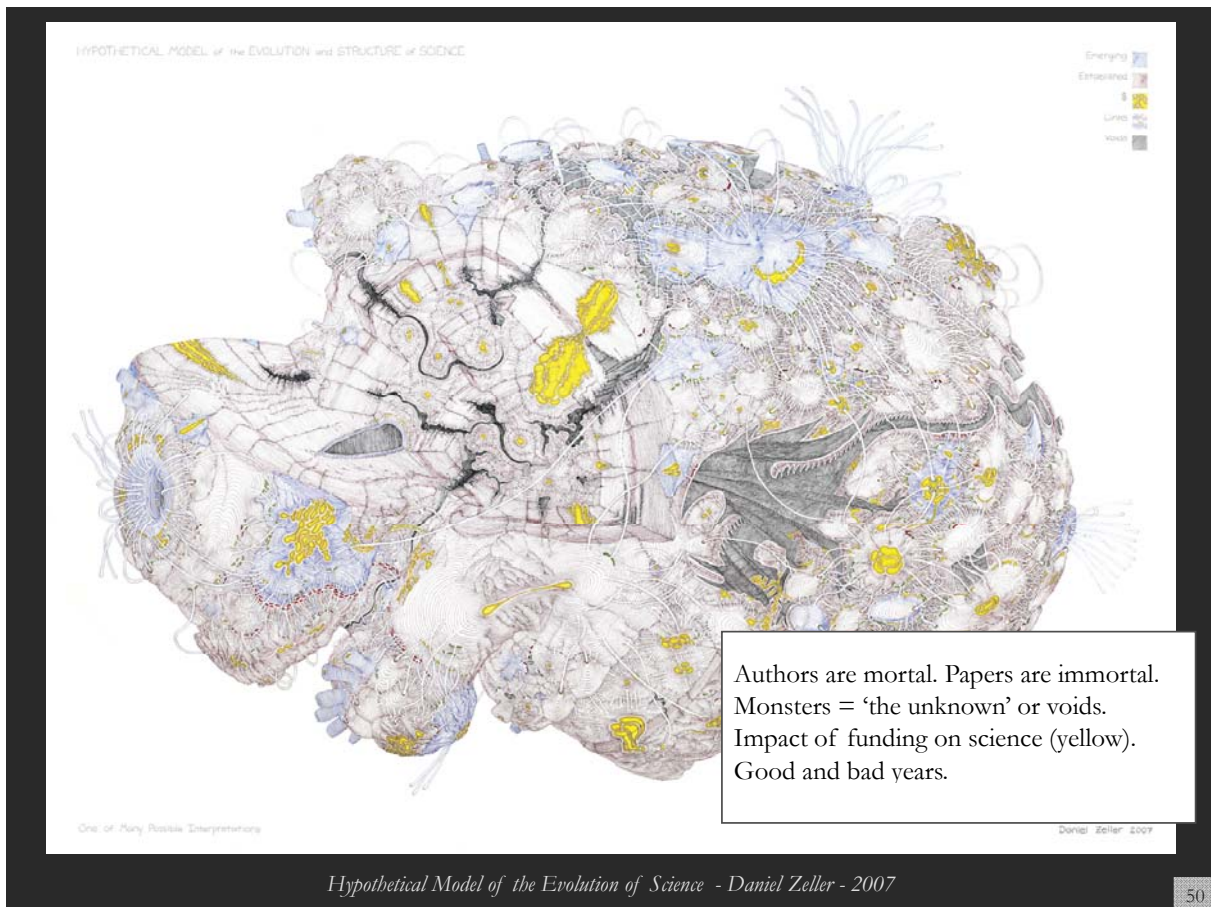 HYPOTHETICAL MODEL of the EVOLUTION and STRUCTURE of SCIENCE
Emerging
Established
$
Links
Voids
Authors are mortal. Papers are immortal.
Monsters = ‘the unknown’ or voids.
Impact of funding on science (yellow).
Good and bad years.
One of Many Possible Interpretations
Daniel Zeller 2007
Hypothetical Model of the Evolution of Science - Daniel Zeller - 2007
50